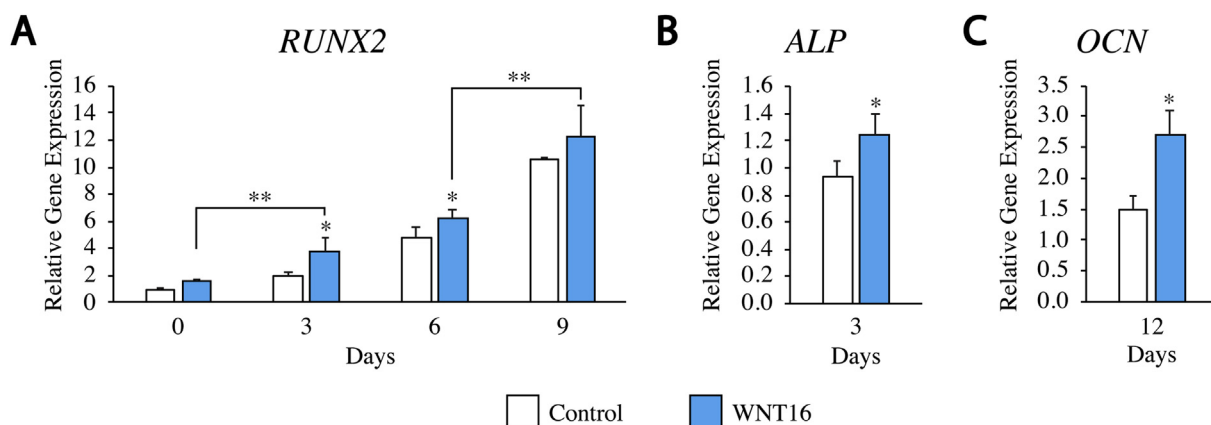 A
RUNX2
Relative Gene Expression
16
14
12
10
8
6
4
2
0
**
*
*
**
0 3 6 9
Days
B
ALP
Relative Gene Expression
1.6
1.4
1.2
1.0
0.8
0.6
0.4
0.2
0.0
*
3
Days
C
OCN
Relative Gene Expression
3.5
3.0
2.5
2.0
1.5
1.0
0.5
0.0
*
12
Days
Control
WNT16